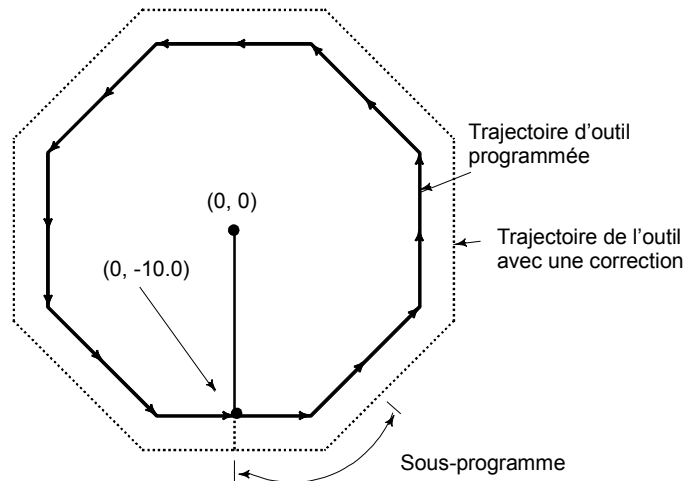 Trajectoire d'outil
programmée
(0, 0)
Trajectoire de l'outil
avec une correction
(0, -10.0)
Sous-programme